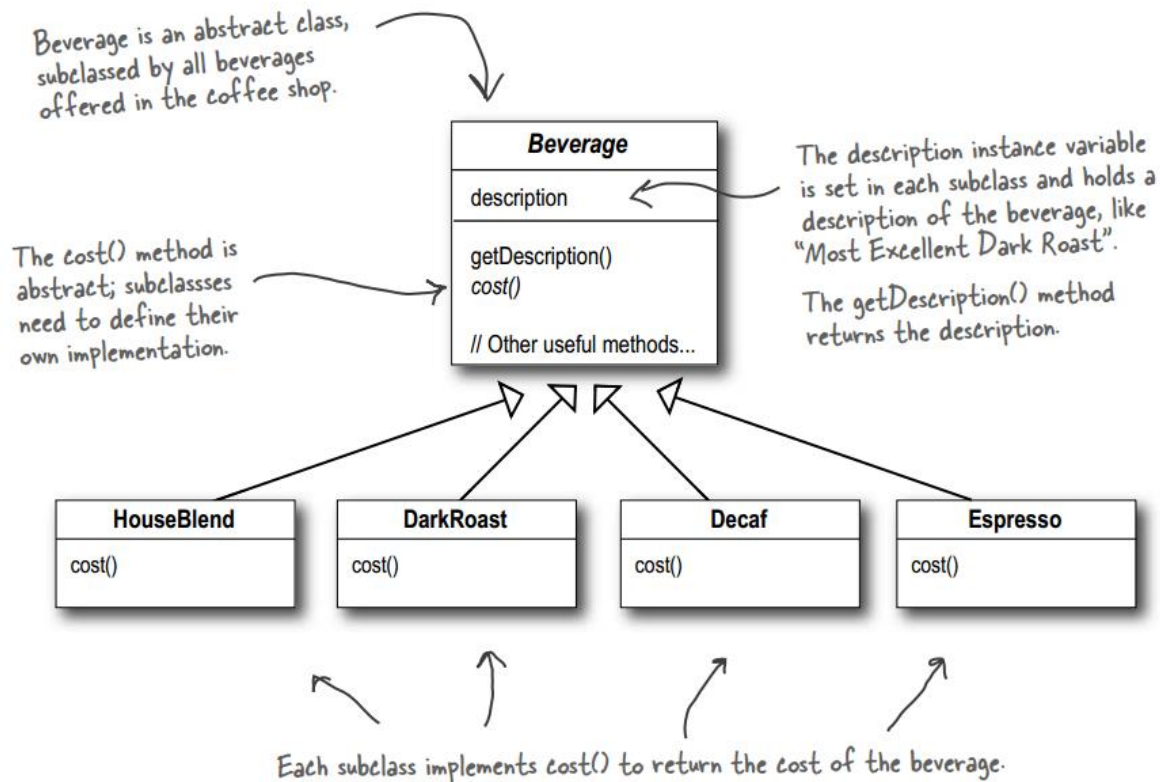 Beverage is an abstract class,
subclassed by all beverages
offered in the coffee shop.
Beverage
description
getDescription()
cost()
// Other useful methods...
The description instance variable
is set in each subclass and holds a
description of the beverage, like
“Most Excellent Dark Roast”.
The getDescription() method
returns the description.
The cost() method is
abstract; subclassses
need to define their
own implementation.
HouseBlend
cost()
DarkRoast
cost()
Decaf
cost()
Espresso
cost()
Each subclass implements cost() to return the cost of the beverage.